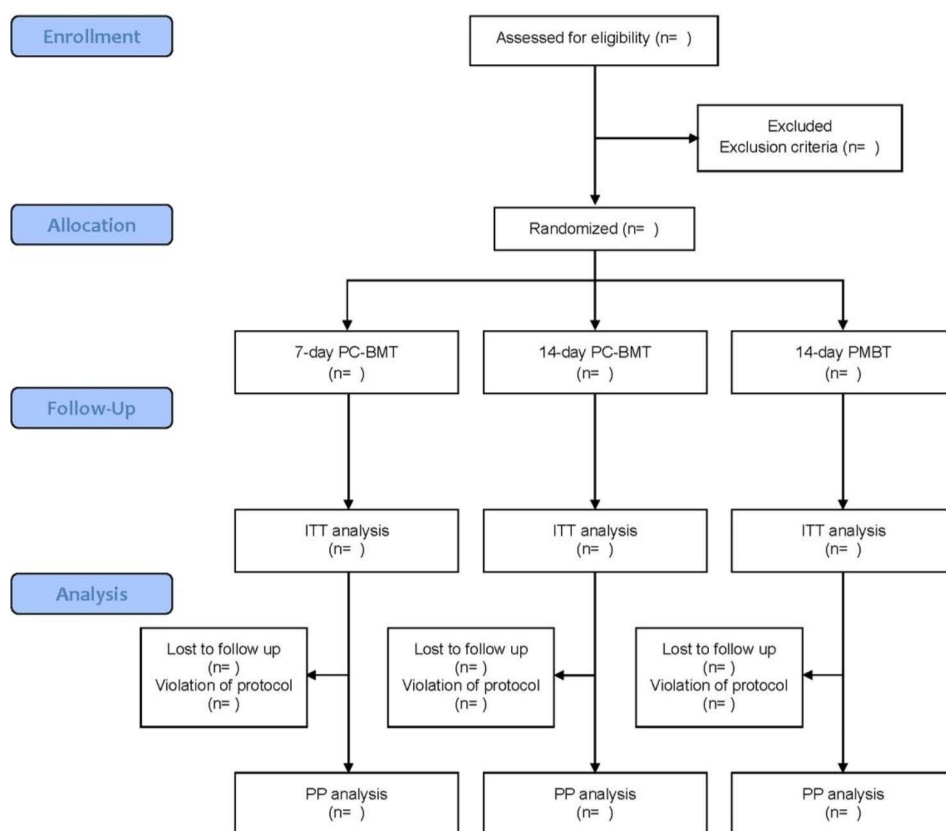 Enrollment
Assessed for eligibility (n= )
Excluded
Exclusion criteria (n= )
Allocation
Randomized (n= )
7-day PC-BMT
(n= )
14-day PC-BMT
(n= )
14-day PMBT
(n= )
Follow-Up
ITT analysis
(n= )
ITT analysis
(n= )
ITT analysis
(n= )
Analysis
Lost to follow up
(n= )
Violation of protocol
(n= )
Lost to follow up
(n= )
Violation of protocol
(n= )
Lost to follow up
(n= )
Violation of protocol
(n= )
PP analysis
(n= )
PP analysis
(n= )
PP analysis
(n= )